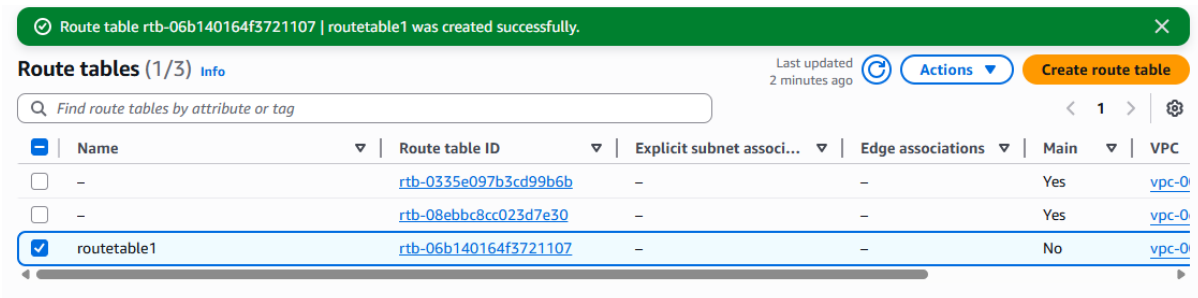 Route table rtb-06b140164f3721107 | routetable1 was created successfully.
Route tables (1/3) Info
Last updated
2 minutes ago
Actions
Create route table
Find route tables by attribute or tag
1
Name Route table ID Explicit subnet associ... Edge associations Main VPC
– rtb-0335e097b3cd99b6b – – Yes vpc-0
– rtb-08ebbc8cc023d7e30 – – Yes vpc-0
routetable1 rtb-06b140164f3721107 – – No vpc-0